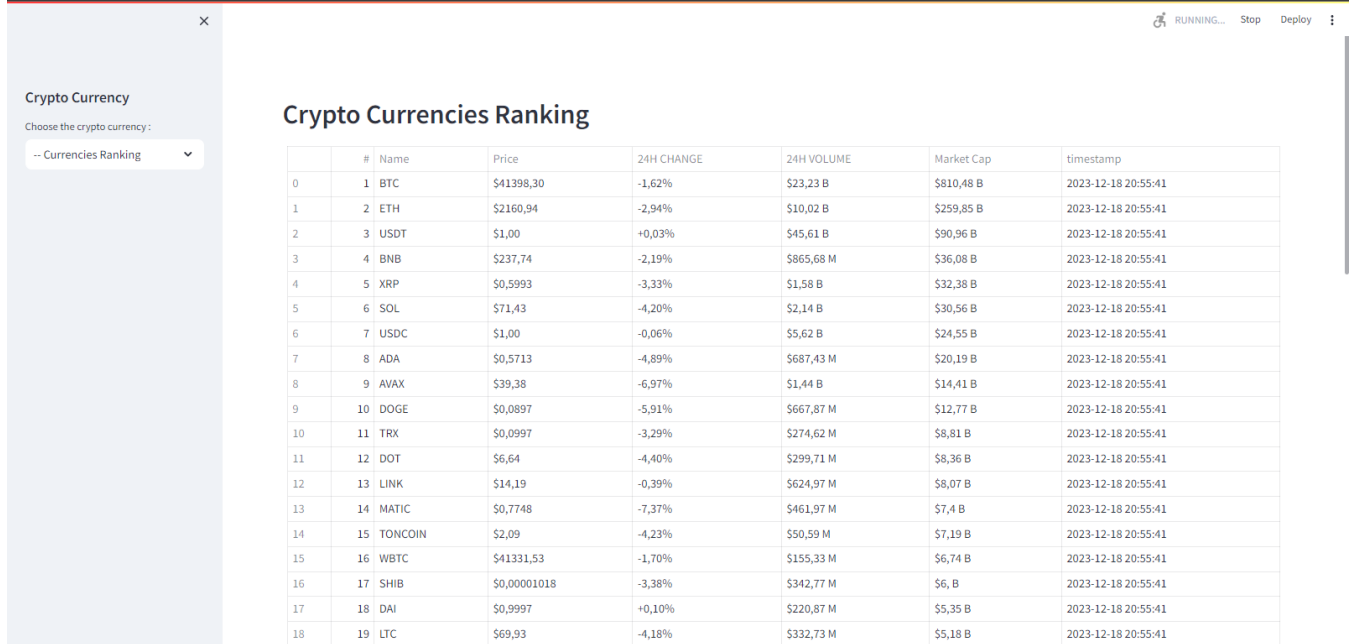 RUNNING... Stop Deploy
Crypto Currency
Choose the crypto currency :
-- Currencies Ranking
Crypto Currencies Ranking
# Name Price 24H CHANGE 24H VOLUME Market Cap timestamp
0 1 BTC $41398,30 -1,62% $23,23 B $810,48 B 2023-12-18 20:55:41
1 2 ETH $2160,94 -2,94% $10,02 B $259,85 B 2023-12-18 20:55:41
2 3 USDT $1,00 +0,03% $45,61 B $90,96 B 2023-12-18 20:55:41
3 4 BNB $237,74 -2,19% $865,68 M $36,08 B 2023-12-18 20:55:41
4 5 XRP $0,5993 -3,33% $1,58 B $32,38 B 2023-12-18 20:55:41
5 6 SOL $71,43 -4,20% $2,14 B $30,56 B 2023-12-18 20:55:41
6 7 USDC $1,00 -0,06% $5,62 B $24,55 B 2023-12-18 20:55:41
7 8 ADA $0,5713 -4,89% $687,43 M $20,19 B 2023-12-18 20:55:41
8 9 AVAX $39,38 -6,97% $1,44 B $14,41 B 2023-12-18 20:55:41
9 10 DOGE $0,0897 -5,91% $667,87 M $12,77 B 2023-12-18 20:55:41
10 11 TRX $0,0997 -3,29% $274,62 M $8,81 B 2023-12-18 20:55:41
11 12 DOT $6,64 -4,40% $299,71 M $8,36 B 2023-12-18 20:55:41
12 13 LINK $14,19 -0,39% $624,97 M $8,07 B 2023-12-18 20:55:41
13 14 MATIC $0,7748 -7,37% $461,97 M $7,4 B 2023-12-18 20:55:41
14 15 TONCOIN $2,09 -4,23% $50,59 M $7,19 B 2023-12-18 20:55:41
15 16 WBTC $41331,53 -1,70% $155,33 M $6,74 B 2023-12-18 20:55:41
16 17 SHIB $0,00001018 -3,38% $342,77 M $6, B 2023-12-18 20:55:41
17 18 DAI $0,9997 +0,10% $220,87 M $5,35 B 2023-12-18 20:55:41
18 19 LTC $69,93 -4,18% $332,73 M $5,18 B 2023-12-18 20:55:41